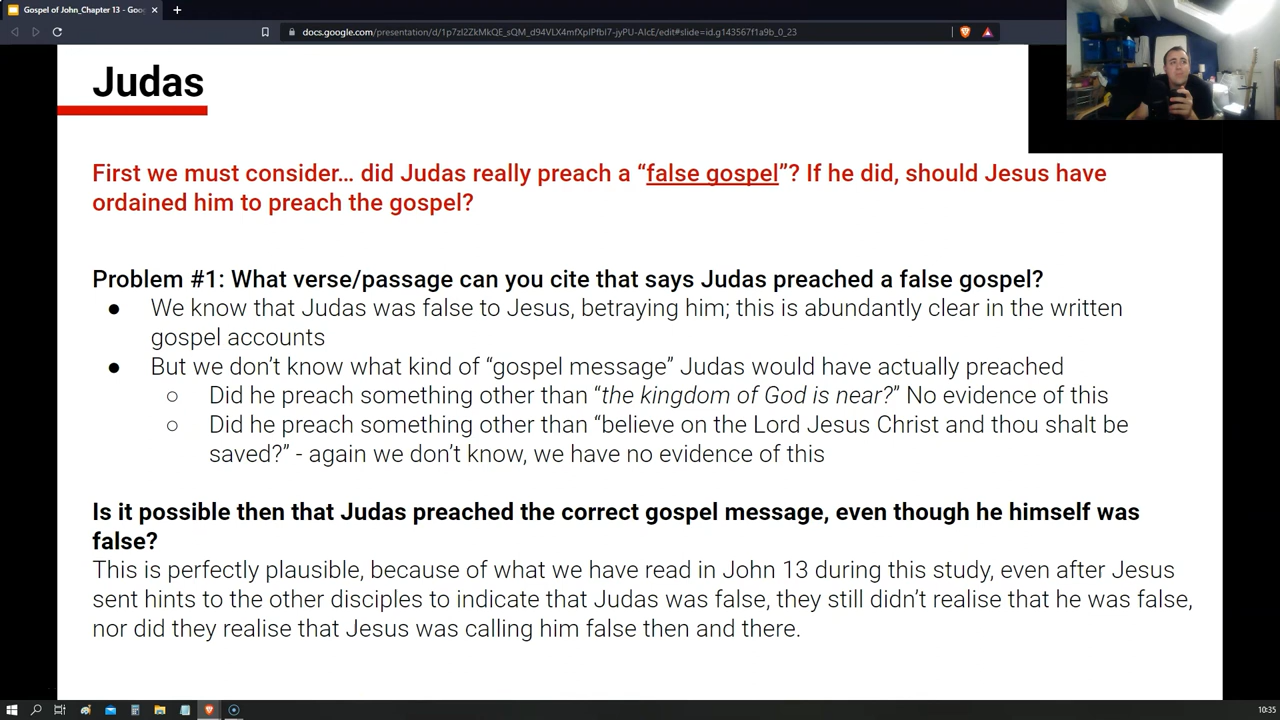 Gospel of John_Chapter 13 - Goo
docs.google.com/presentation/d/1p7zl2ZkMkQE_sQM_d94VLX4mfXpIPfbI7-jyPU-AIcE/edit#slide=id.g143567f1a9b_0_23
Judas
First we must consider... did Judas really preach a “false gospel”? If he did, should Jesus have
ordained him to preach the gospel?
Problem #1: What verse/passage can you cite that says Judas preached a false gospel?
● We know that Judas was false to Jesus, betraying him; this is abundantly clear in the written
gospel accounts
● But we don’t know what kind of “gospel message” Judas would have actually preached
○ Did he preach something other than “the kingdom of God is near?” No evidence of this
○ Did he preach something other than “believe on the Lord Jesus Christ and thou shalt be
saved?” - again we don’t know, we have no evidence of this
Is it possible then that Judas preached the correct gospel message, even though he himself was
false?
This is perfectly plausible, because of what we have read in John 13 during this study, even after Jesus
sent hints to the other disciples to indicate that Judas was false, they still didn’t realise that he was false,
nor did they realise that Jesus was calling him false then and there.
10:35